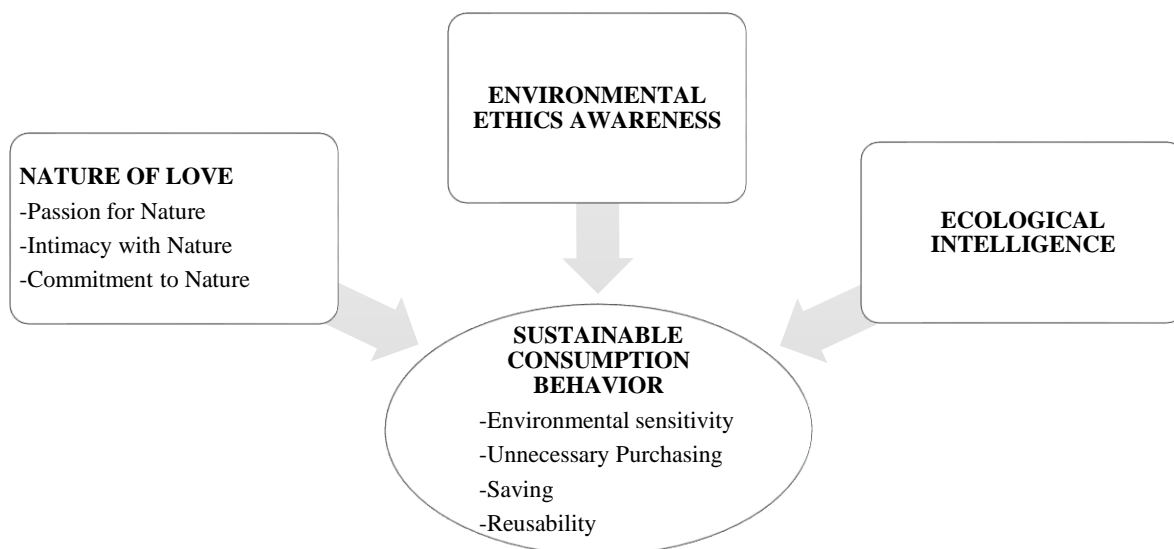 NATURE OF LOVE
-Passion for Nature
-Intimacy with Nature
-Commitment to Nature
ENVIRONMENTAL
ETHICS AWARENESS
ECOLOGICAL
INTELLIGENCE
SUSTAINABLE
CONSUMPTION
BEHAVIOR
-Environmental sensitivity
-Unnecessary Purchasing
-Saving
-Reusability